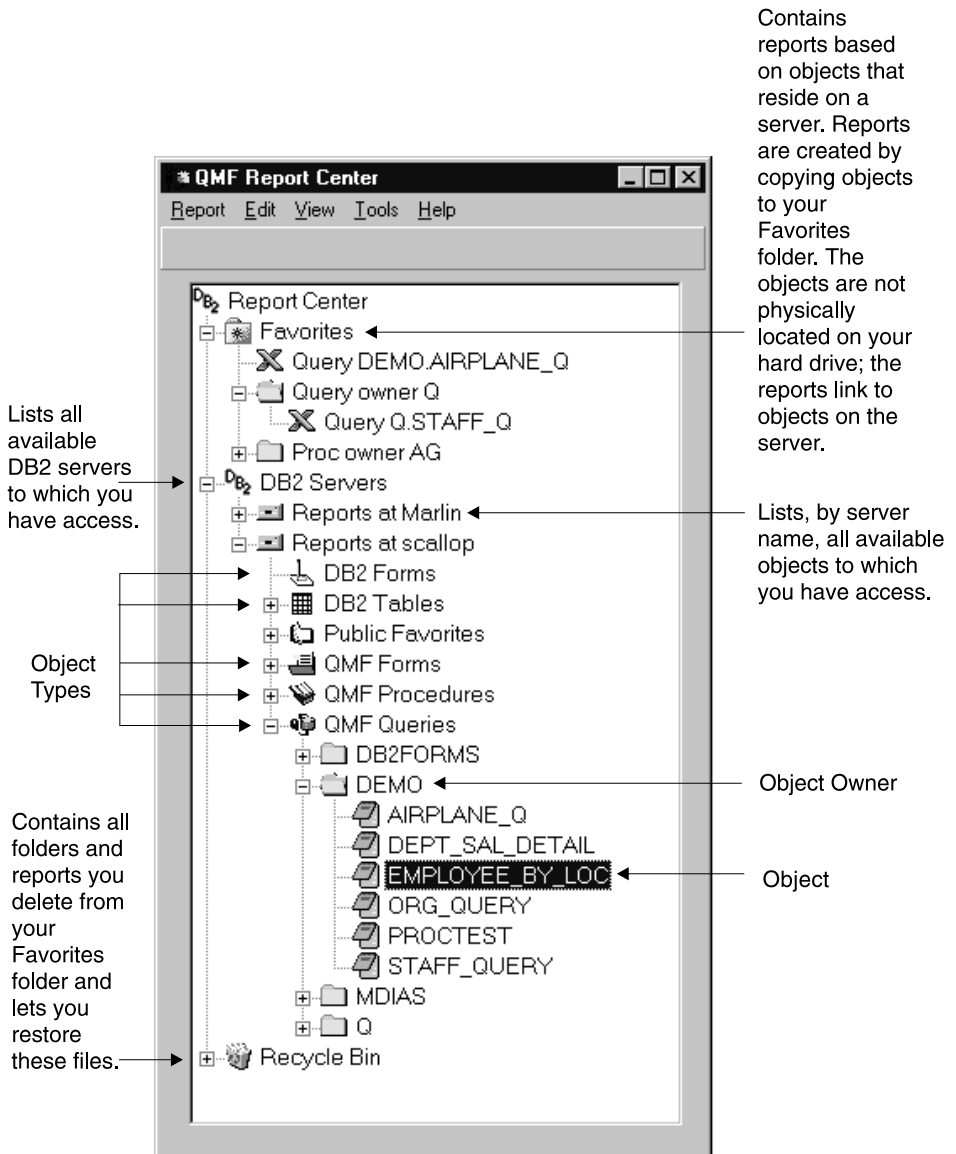 Contains
reports based
on objects that
reside on a
server. Reports
are created by
copying objects
to your
Favorites
folder. The
objects are not
physically
located on your
hard drive; the
reports link to
objects on the
server.
QMF Report Center
Report Edit View Tools Help
DB2 Report Center
Favorites
Query DEMO.AIRPLANE_Q
Query owner Q
Query Q.STAFF_Q
Proc owner AG
Lists all
available
DB2 servers
to which you
have access.
DB2 DB2 Servers
Reports at Marlin
Reports at scallop
Lists, by server
name, all available
objects to which
you have access.
DB2 Forms
DB2 Tables
Public Favorites
QMF Forms
QMF Procedures
QMF Queries
Object
Types
DB2FORMS
DEMO
Object Owner
AIRPLANE_Q
DEPT_SAL_DETAIL
EMPLOYEE_BY_LOC
Object
ORG_QUERY
PROCTEST
STAFF_QUERY
MDIAS
Q
Contains all
folders and
reports you
delete from
your
Favorites
folder and
lets you
restore
these files.
Recycle Bin